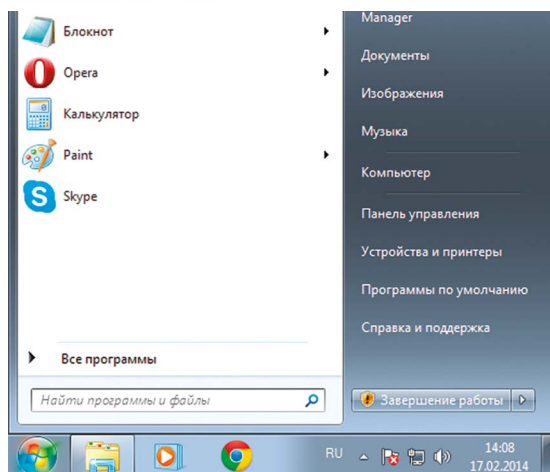 Блокнот
Opera
Калькулятор
Paint
Skype
Все программы
Найти программы и файлы
Manager
Документы
Изображения
Музыка
Компьютер
Панель управления
Устройства и принтеры
Программы по умолчанию
Справка и поддержка
Завершение работы
RU
14:08
17.02.2014